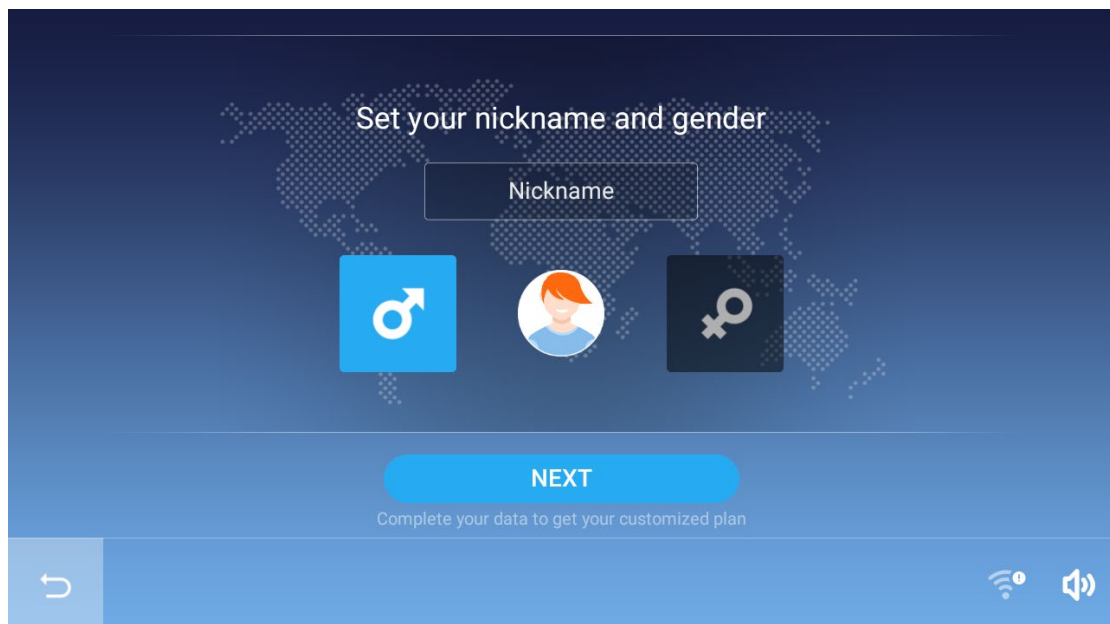 Set your nickname and gender
Nickname
NEXT
Complete your data to get your customized plan